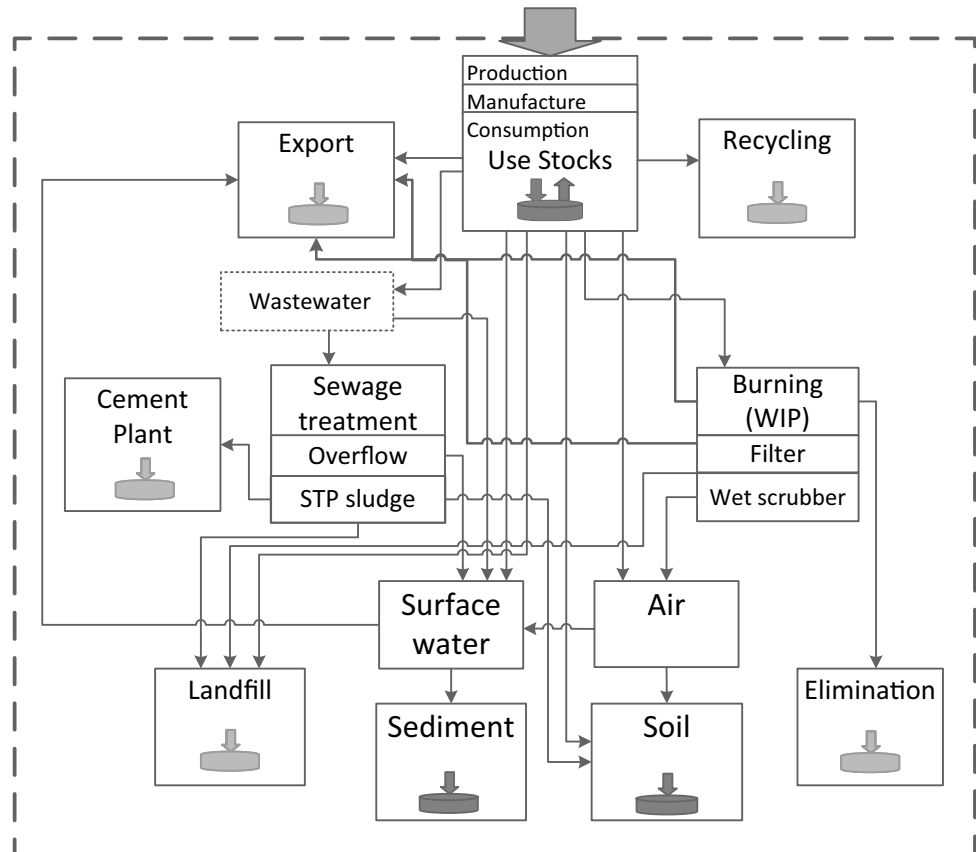 Production
Manufacture
Consumption
Use Stocks
Export
Recycling
Wastewater
Sewage
treatment
Overflow
STP sludge
Cement
Plant
Burning
(WIP)
Filter
Wet scrubber
Surface
water
Air
Landfill
Elimination
Sediment
Soil